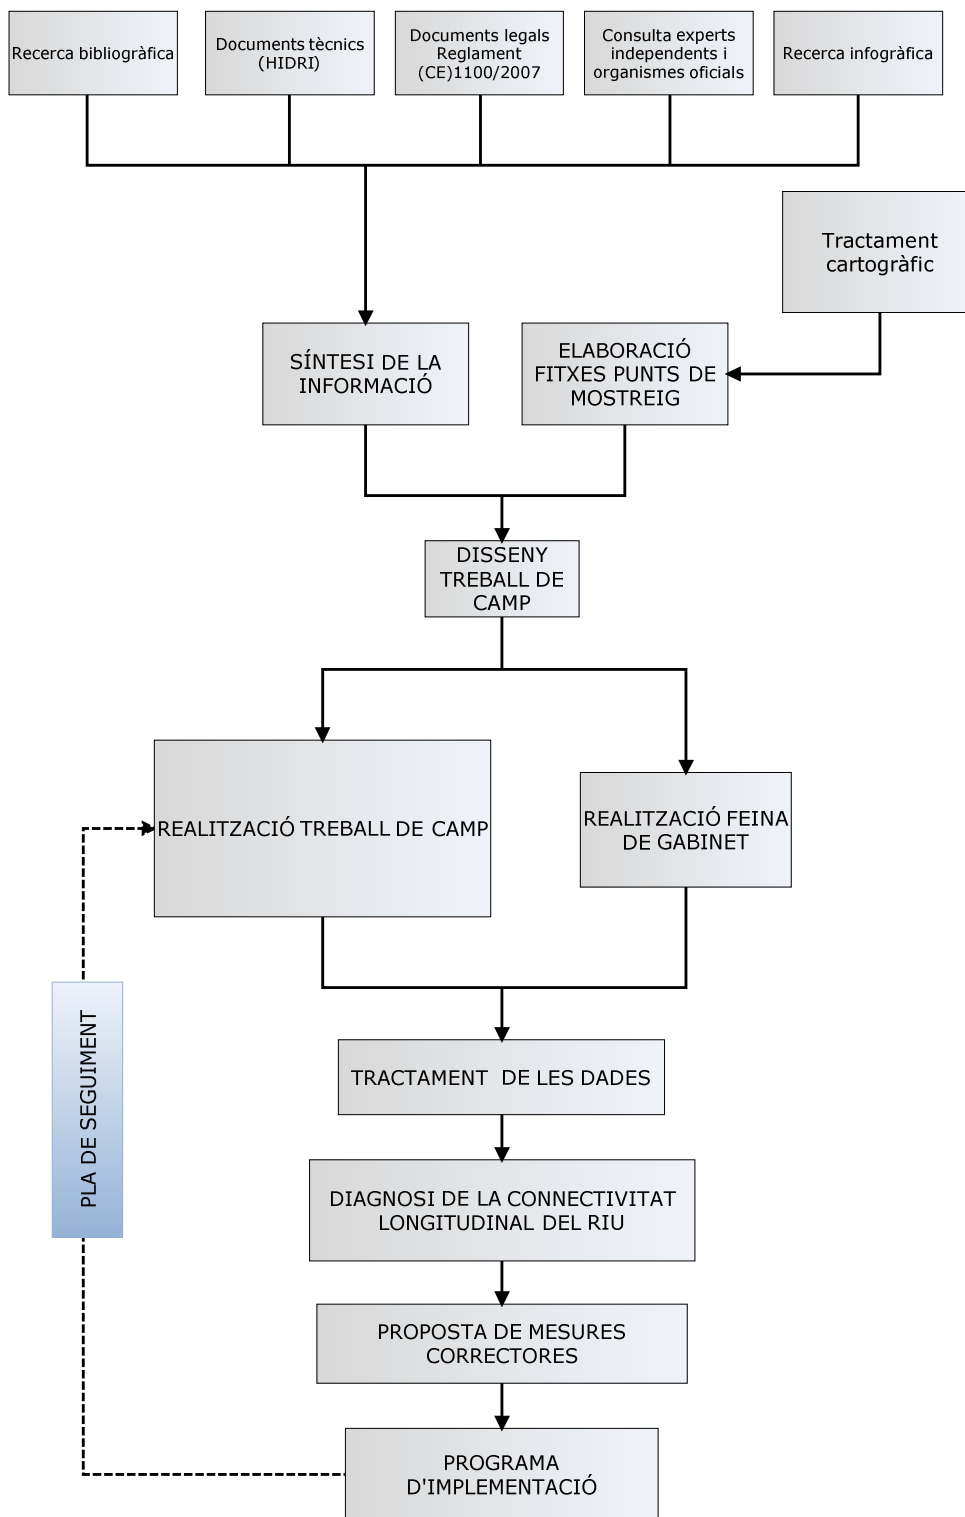 Recerca bibliogràfica
Documents tècnics
(HIDRI)
Documents legals
Reglament
(CE)1100/2007
Consulta experts
independents i
organismes oficials
Recerca infogràfica
Tractament
cartogràfic
SÍNTESI DE LA
INFORMACIÓ
ELABORACIÓ
FITXES PUNTS DE
MOSTREIG
DISSENY
TREBALL DE
CAMP
REALITZACIÓ TREBALL DE CAMP
REALITZACIÓ FEINA
DE GABINET
PLA DE SEGUIMENT
TRACTAMENT DE LES DADES
DIAGNOSI DE LA CONNECTIVITAT
LONGITUDINAL DEL RIU
PROPOSTA DE MESURES
CORRECTORES
PROGRAMA
D'IMPLEMENTACIÓ